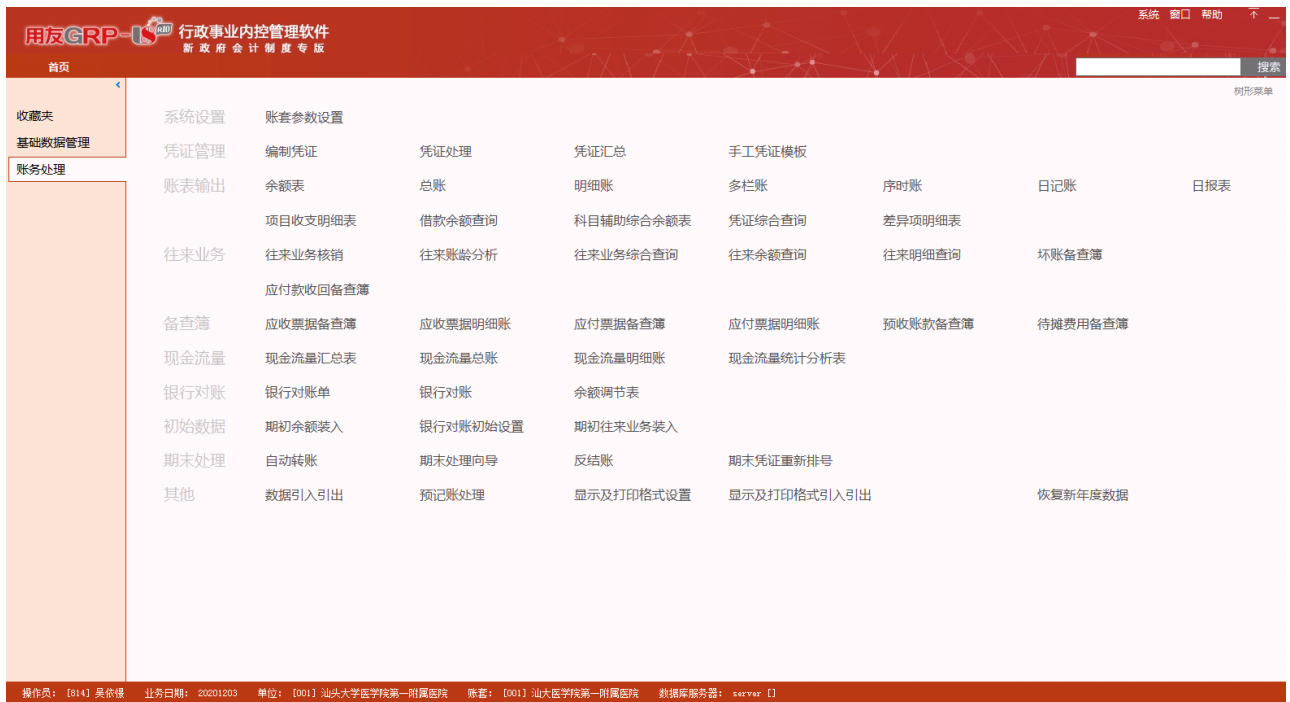 系统 窗口 帮助
用友GRP-U8 R10 行政事业内控管理软件
新政府会计制度专版
首页
搜索
树形菜单
收藏夹
基础数据管理
账务处理
系统设置 账套参数设置
凭证管理 编制凭证 凭证处理 凭证汇总 手工凭证模板
账表输出 余额表 总账 明细账 多栏账 序时账 日记账 日报表
项目收支明细表 借款余额查询 科目辅助综合余额表 凭证综合查询 差异项明细表
往来业务 往来业务核销 往来账龄分析 往来业务综合查询 往来余额查询 往来明细查询 坏账备查簿
应付款收回备查簿
备查簿 应收票据备查簿 应收票据明细账 应付票据备查簿 应付票据明细账 预收账款备查簿 待摊费用备查簿
现金流量 现金流量汇总表 现金流量总账 现金流量明细账 现金流量统计分析表
银行对账 银行对账单 银行对账 余额调节表
初始数据 期初余额装入 银行对账初始设置 期初往来业务装入
期末处理 自动转账 期末处理向导 反结账 期末凭证重新排号
其他 数据引入引出 预记账处理 显示及打印格式设置 显示及打印格式引入引出 恢复新年度数据
操作员: [814] 吴依 业务日期: 20201203 单位: [001] 汕头大学医学院第一附属医院 账套: [001] 汕大医学院第一附属医院 数据库服务器: server []